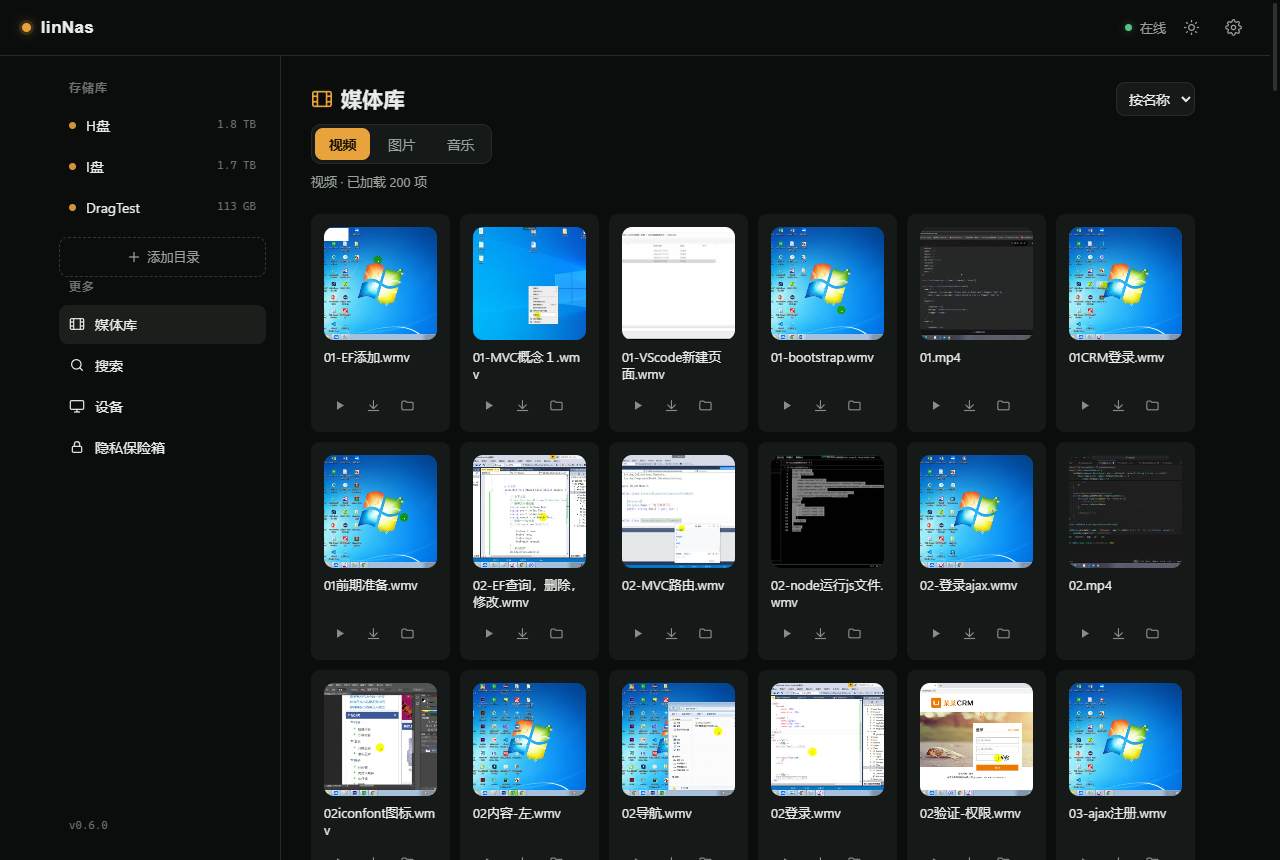 linNas
在线
存储库
H盘 1.8 TB
I盘 1.7 TB
DragTest 113 GB
+ 添加目录
更多
媒体库
搜索
设备
隐私保险箱
v0.6.0
媒体库
按名称
视频 图片 音乐
视频 · 已加载 200 项
01-EF添加.wmv
01-MVC概念１.wm
v
01-VScode新建页
面.wmv
01-bootstrap.wmv
01.mp4
01CRM登录.wmv
01前期准备.wmv
02-EF查询，删除，
修改.wmv
02-MVC路由.wmv
02-node运行js文件.
wmv
02-登录ajax.wmv
02.mp4
某某CRM
02iconfont图标.wm
v
02内容-左.wmv
02导航.wmv
02登录.wmv
02验证-权限.wmv
03-ajax注册.wmv